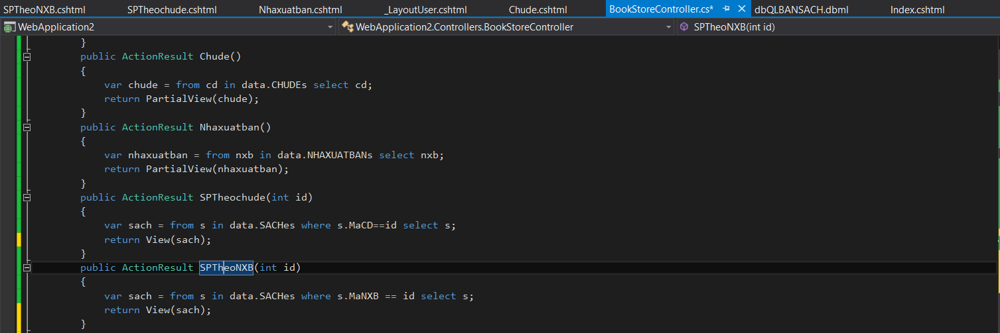 SPTheoNXB.cshtml SPTheochude.cshtml Nhaxuatban.cshtml _LayoutUser.cshtml Chude.cshtml BookStoreController.cs* dbQLBANSACH.dbml Index.cshtml
WebApplication2 WebApplication2.Controllers.BookStoreController SPTheoNXB(int id)
}
public ActionResult Chude()
{
var chude = from cd in data.CHUDEs select cd;
return PartialView(chude);
}
public ActionResult Nhaxuatban()
{
var nhaxuatban = from nxb in data.NHAXUATBANs select nxb;
return PartialView(nhaxuatban);
}
public ActionResult SPTheochude(int id)
{
var sach = from s in data.SACHes where s.MaCD==id select s;
return View(sach);
}
public ActionResult SPTheoNXB(int id)
{
var sach = from s in data.SACHes where s.MaNXB == id select s;
return View(sach);
}